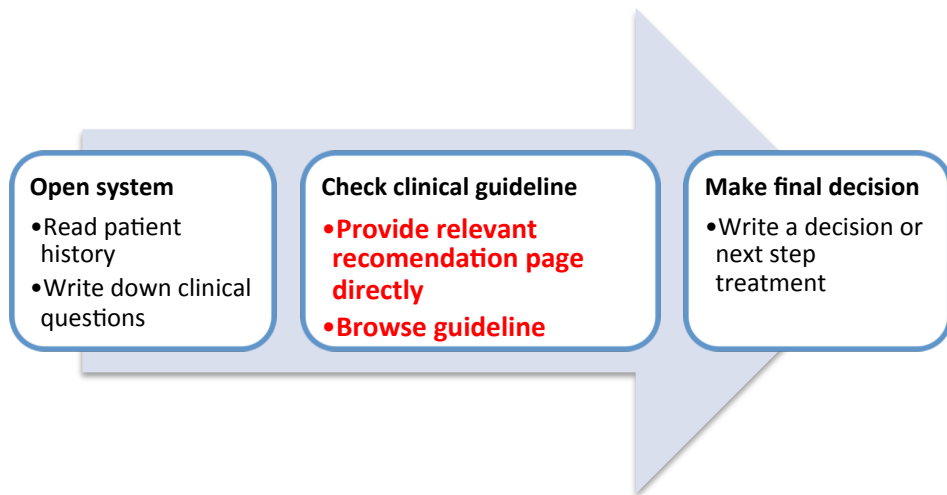 Open system
•Read patient
history
•Write down clinical
questions
Check clinical guideline
•Provide relevant
recomendation page
directly
•Browse guideline
Make final decision
•Write a decision or
next step
treatment